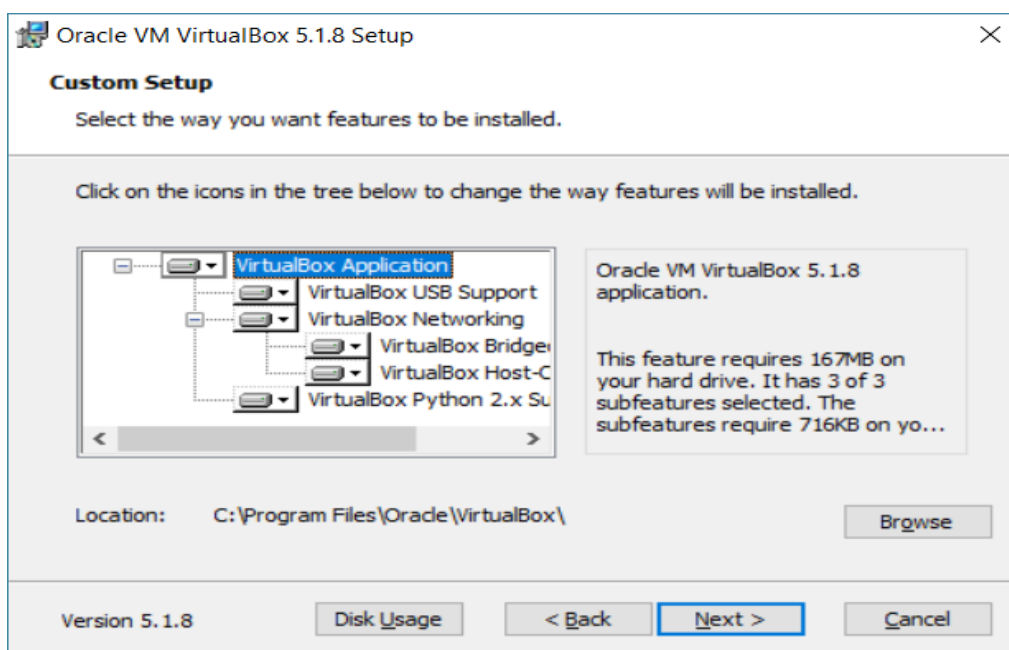 Oracle VM VirtualBox 5.1.8 Setup
Custom Setup
Select the way you want features to be installed.
Click on the icons in the tree below to change the way features will be installed.
VirtualBox Application
VirtualBox USB Support
VirtualBox Networking
VirtualBox Bridge
VirtualBox Host-C
VirtualBox Python 2.x Su
Oracle VM VirtualBox 5.1.8
application.
This feature requires 167MB on
your hard drive. It has 3 of 3
subfeatures selected. The
subfeatures require 716KB on yo...
Location: C:\Program Files\Oracle\VirtualBox\
Browse
Version 5.1.8 Disk Usage < Back Next > Cancel